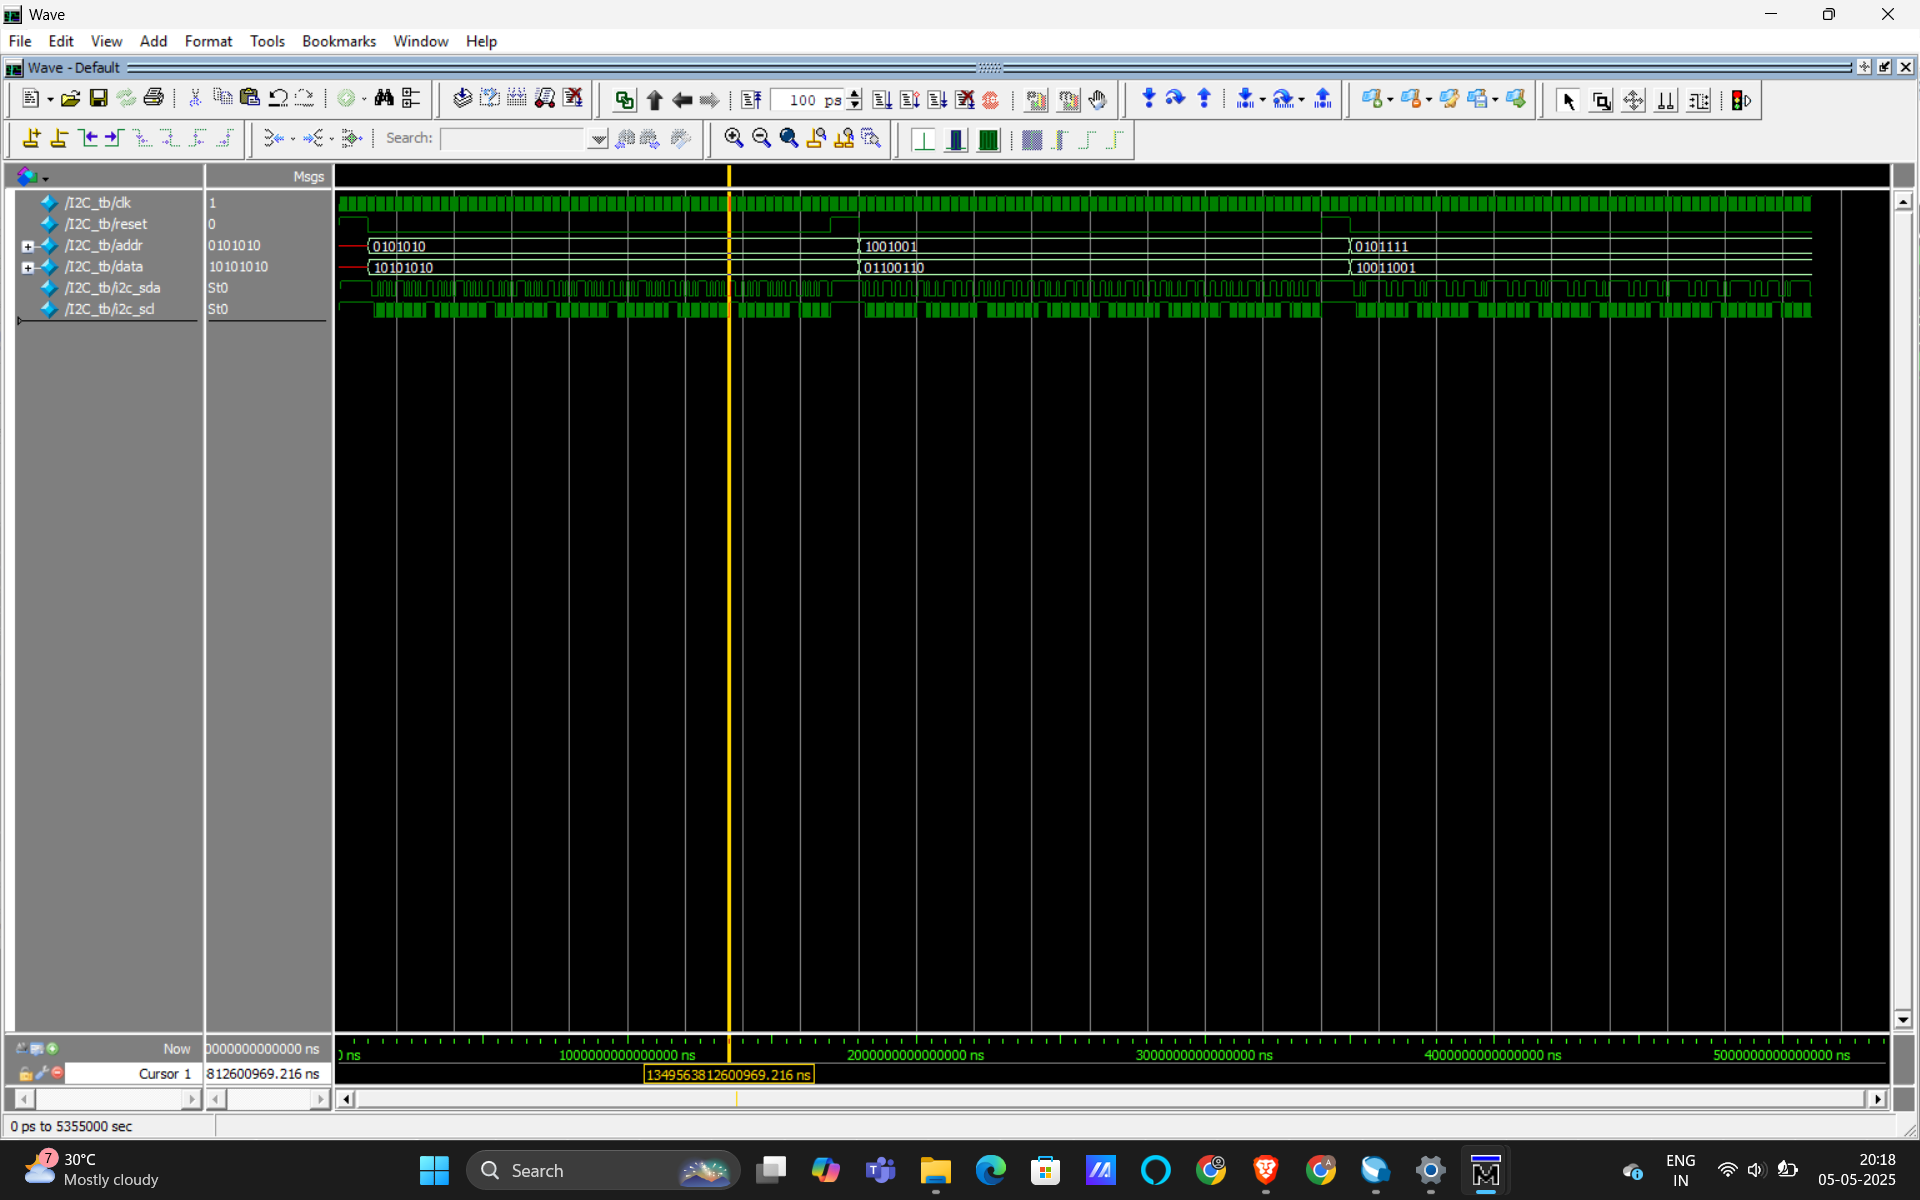 Wave
File Edit View Add Format Tools Bookmarks Window Help
Wave - Default
100 ps
Search:
Msgs
/I2C_tb/clk 1
/I2C_tb/reset 0
/I2C_tb/addr 0101010 0101010 1001001 0101111
/I2C_tb/data 10101010 10101010 01100110 10011001
/I2C_tb/i2c_sda St0
/I2C_tb/i2c_scl St0
Now 0000000000000 ns
0 ns 1000000000000000 ns 2000000000000000 ns 3000000000000000 ns 4000000000000000 ns 5000000000000000 ns
Cursor 1 812600969.216 ns 1349563812600969.216 ns
0 ps to 5355000 sec
7
30°C
Mostly cloudy
Search
ENG
IN
20:18
05-05-2025